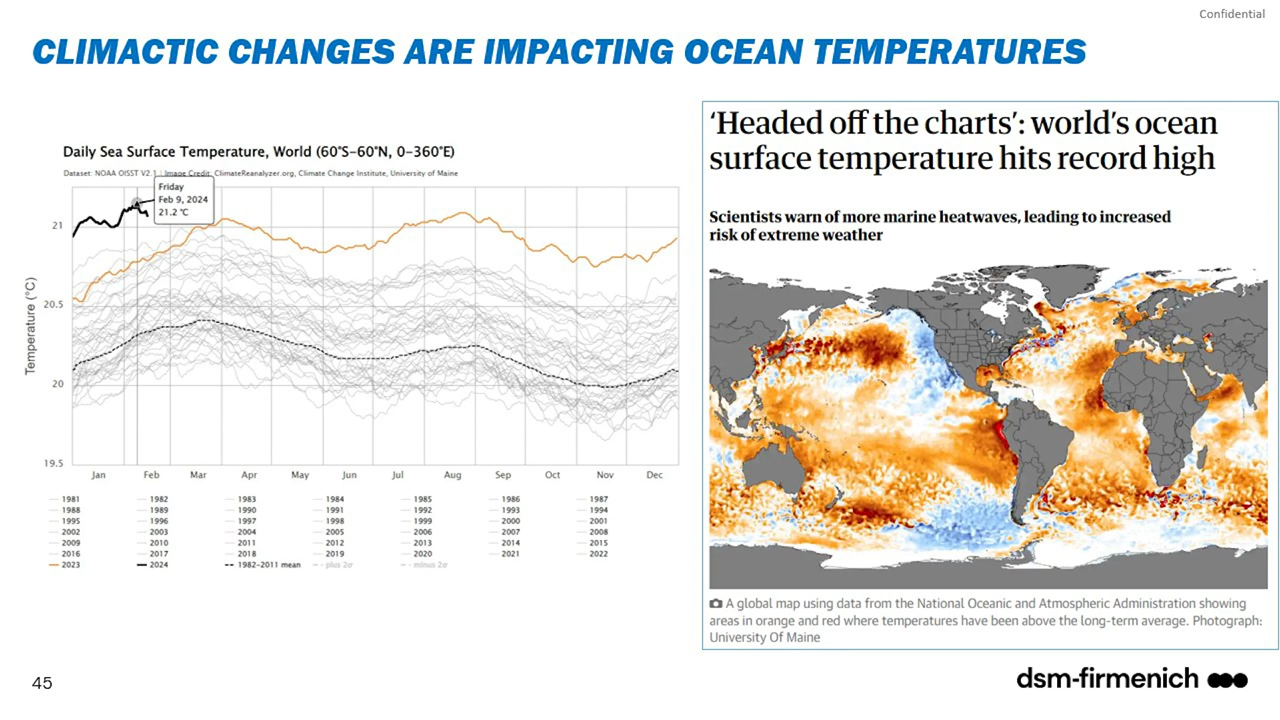 Confidential
CLIMACTIC CHANGES ARE IMPACTING OCEAN TEMPERATURES
Daily Sea Surface Temperature, World (60°S–60°N, 0–360°E)
Dataset: NOAA OISST V2.1 | Image Credit: ClimateReanalyzer.org, Climate Change Institute, University of Maine
Friday
Feb 9, 2024
21.2 °C
Temperature (°C)
21
20.5
20
19.5
Jan Feb Mar Apr May Jun Jul Aug Sep Oct Nov Dec
1981 1982 1983 1984 1985 1986 1987
1988 1989 1990 1991 1992 1993 1994
1995 1996 1997 1998 1999 2000 2001
2002 2003 2004 2005 2006 2007 2008
2009 2010 2011 2012 2013 2014 2015
2016 2017 2018 2019 2020 2021 2022
2023 2024 1982–2011 mean plus 2σ minus 2σ
‘Headed off the charts’: world’s ocean
surface temperature hits record high
Scientists warn of more marine heatwaves, leading to increased
risk of extreme weather
A global map using data from the National Oceanic and Atmospheric Administration showing
areas in orange and red where temperatures have been above the long-term average. Photograph:
University Of Maine
45
dsm-firmenich